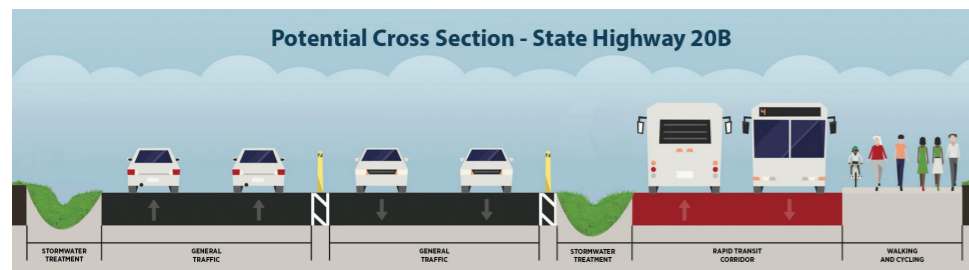 Potential Cross Section - State Highway 20B
4
STORMWATER
TREATMENT
GENERAL
TRAFFIC
GENERAL
TRAFFIC
STORMWATER
TREATMENT
RAPID TRANSIT
CORRIDOR
WALKING
AND CYCLING